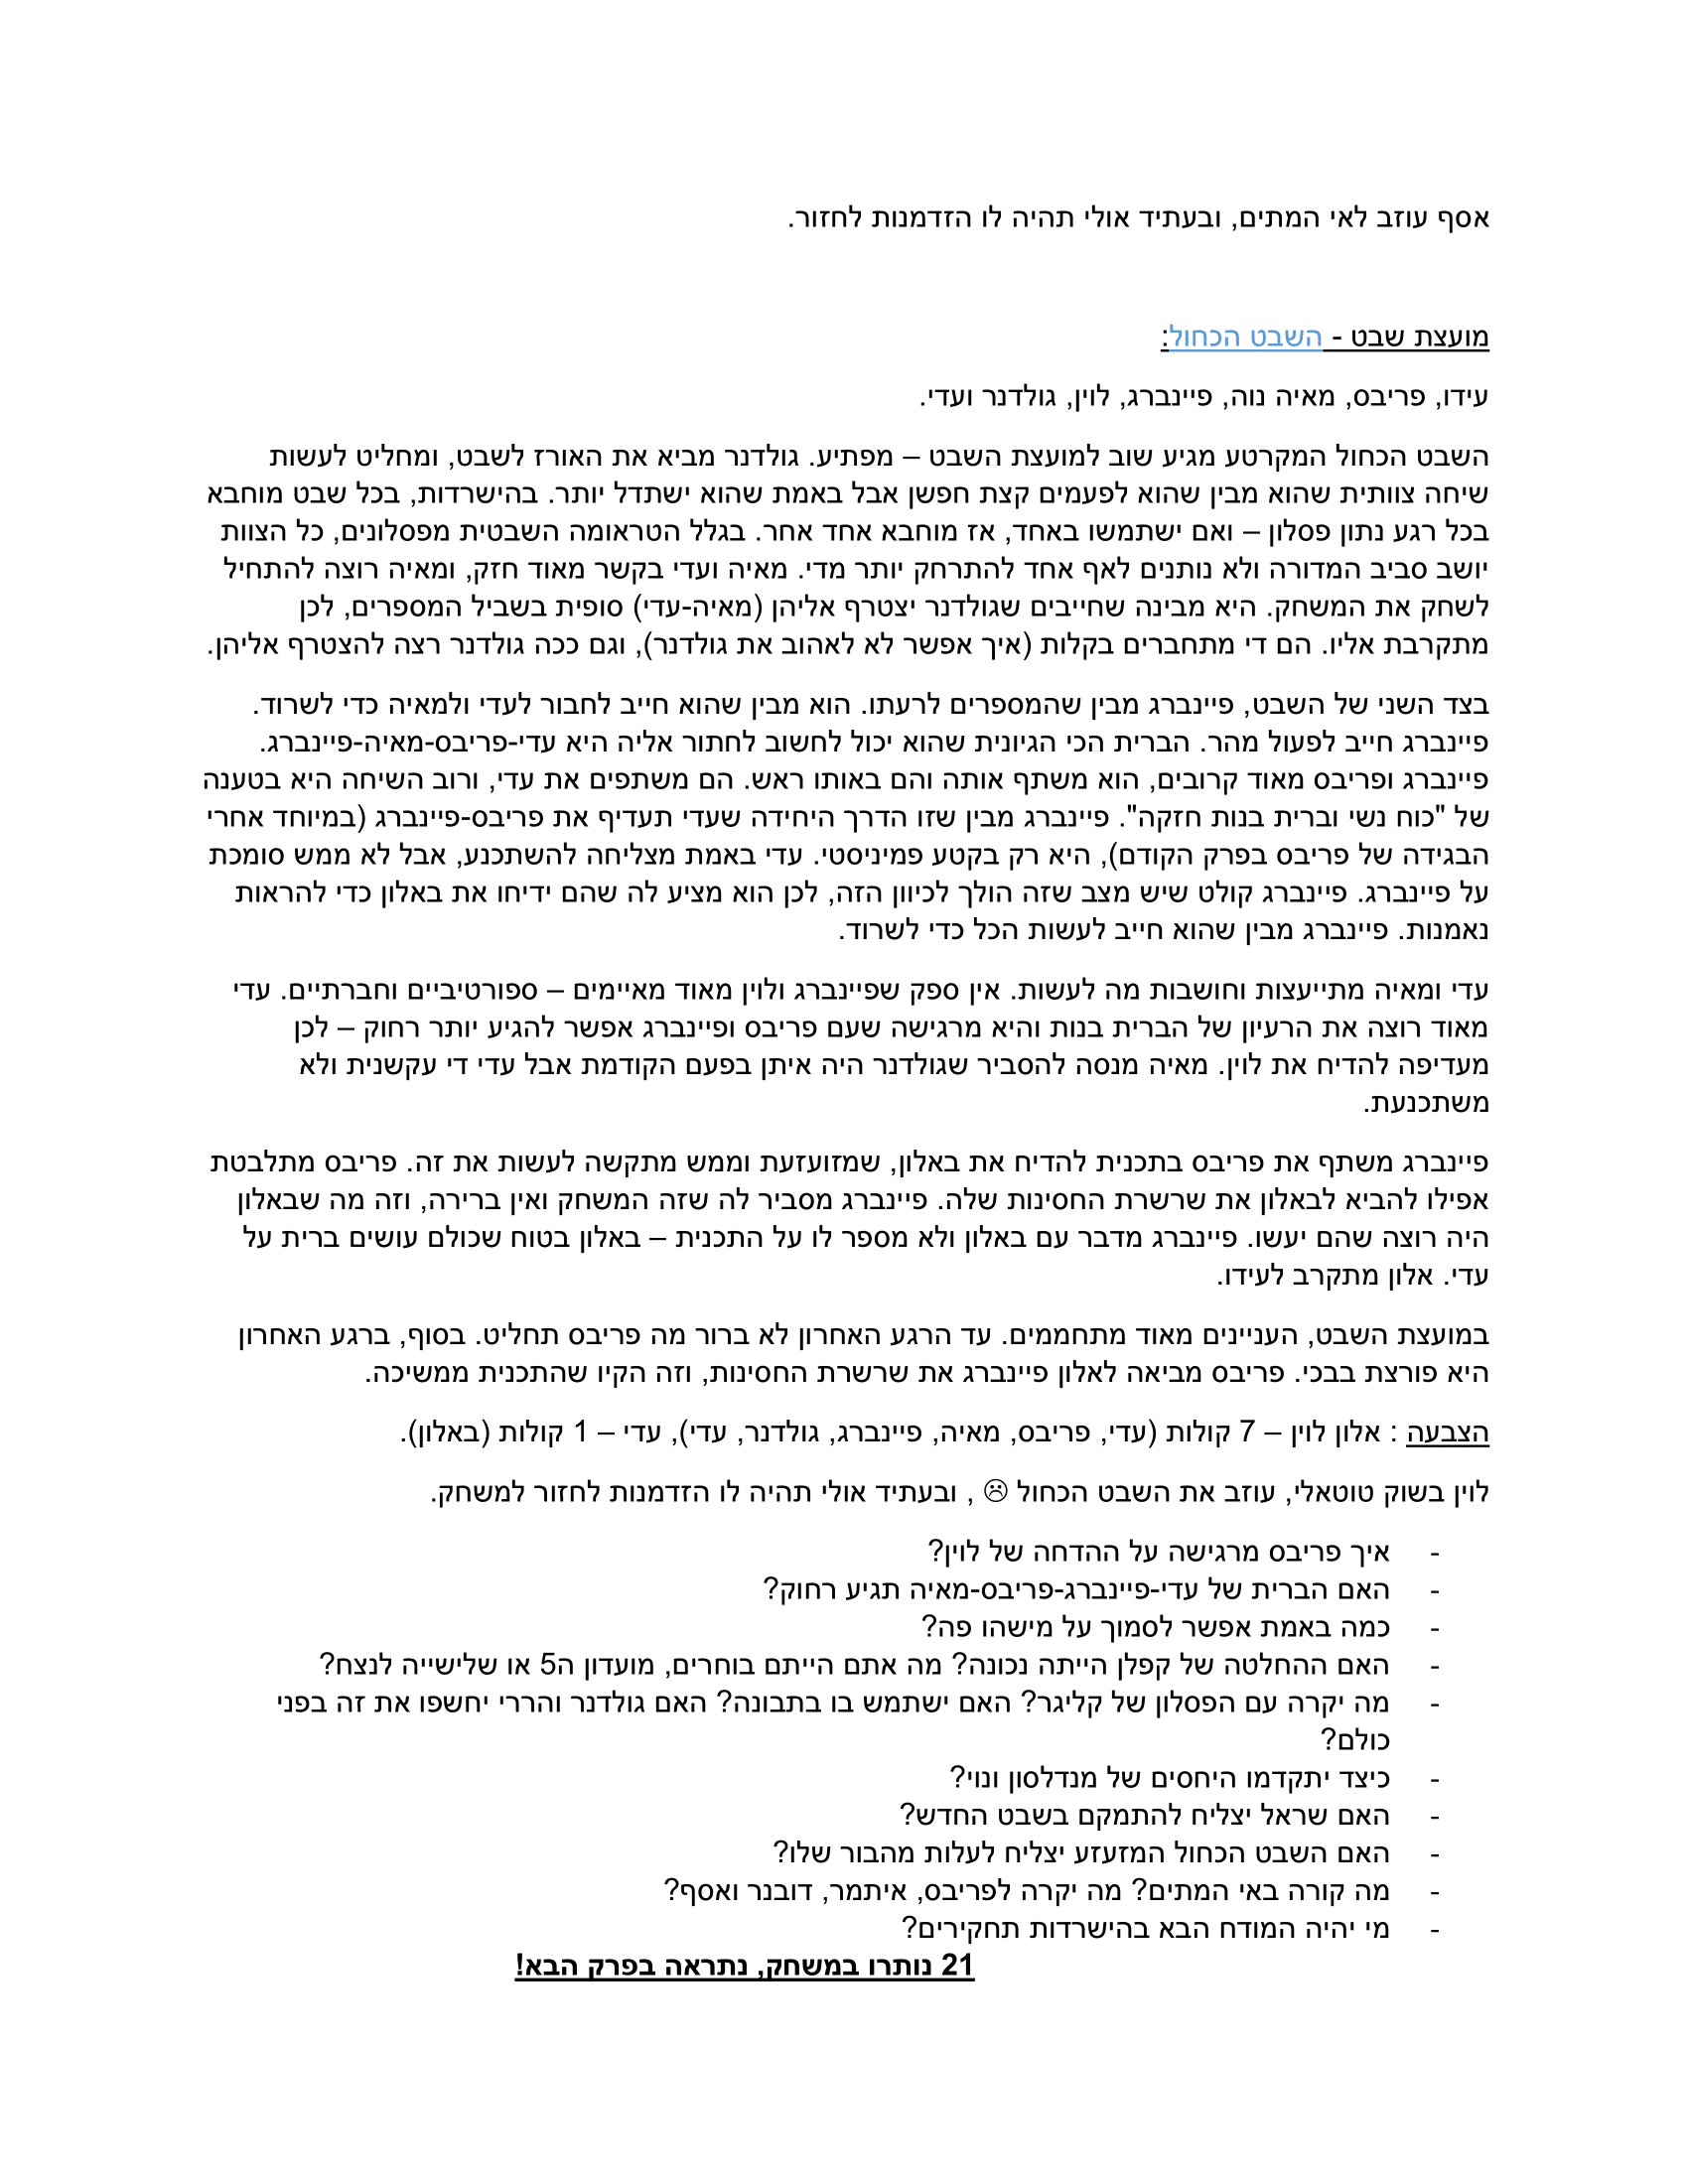 אסף עוזב לאי המתים, ובעתיד אולי תהיה לו הזדמנות לחזור.
מועצת שבט - השבט הכחול:
עידו, פריבס, מאיה נוה, פיינברג, לוין, גולדנר ועדי.
השבט הכחול המקרטע מגיע שוב למועצת השבט – מפתיע. גולדנר מביא את האורז לשבט, ומחליט לעשות
שיחה צוותית שהוא מבין שהוא לפעמים קצת חפשן אבל באמת שהוא ישתדל יותר. בהישרדות, בכל שבט מוחבא
בכל רגע נתון פסלון – ואם ישתמשו באחד, אז מוחבא אחד אחר. בגלל הטראומה השבטית מפסלונים, כל הצוות
יושב סביב המדורה ולא נותנים לאף אחד להתרחק יותר מדי. מאיה ועדי בקשר מאוד חזק, ומאיה רוצה להתחיל
לשחק את המשחק. היא מבינה שחייבים שגולדנר יצטרף אליהן (מאיה-עדי) סופית בשביל המספרים, לכן
מתקרבת אליו. הם די מתחברים בקלות (איך אפשר לא לאהוב את גולדנר), וגם ככה גולדנר רצה להצטרף אליהן.
בצד השני של השבט, פיינברג מבין שהמספרים לרעתו. הוא מבין שהוא חייב לחבור לעדי ולמאיה כדי לשרוד.
פיינברג חייב לפעול מהר. הברית הכי הגיונית שהוא יכול לחשוב לחתור אליה היא עדי-פריבס-מאיה-פיינברג.
פיינברג ופריבס מאוד קרובים, הוא משתף אותה והם באותו ראש. הם משתפים את עדי, ורוב השיחה היא בטענה
של "כוח נשי וברית בנות חזקה". פיינברג מבין שזו הדרך היחידה שעדי תעדיף את פריבס-פיינברג (במיוחד אחרי
הבגידה של פריבס בפרק הקודם), היא רק בקטע פמיניסטי. עדי באמת מצליחה להשתכנע, אבל לא ממש סומכת
על פיינברג. פיינברג קולט שיש מצב שזה הולך לכיוון הזה, לכן הוא מציע לה שהם ידיחו את באלון כדי להראות
נאמנות. פיינברג מבין שהוא חייב לעשות הכל כדי לשרוד.
עדי ומאיה מתייעצות וחושבות מה לעשות. אין ספק שפיינברג ולוין מאוד מאיימים – ספורטיביים וחברתיים. עדי
מאוד רוצה את הרעיון של הברית בנות והיא מרגישה שעם פריבס ופיינברג אפשר להגיע יותר רחוק – לכן
מעדיפה להדיח את לוין. מאיה מנסה להסביר שגולדנר היה איתן בפעם הקודמת אבל עדי די עקשנית ולא
משתכנעת.
פיינברג משתף את פריבס בתכנית להדיח את באלון, שמזועזעת וממש מתקשה לעשות את זה. פריבס מתלבטת
אפילו להביא לבאלון את שרשרת החסינות שלה. פיינברג מסביר לה שזה המשחק ואין ברירה, וזה מה שבאלון
היה רוצה שהם יעשו. פיינברג מדבר עם באלון ולא מספר לו על התכנית – באלון בטוח שכולם עושים ברית על
עדי. אלון מתקרב לעידו.
במועצת השבט, העניינים מאוד מתחממים. עד הרגע האחרון לא ברור מה פריבס תחליט. בסוף, ברגע האחרון
היא פורצת בבכי. פריבס מביאה לאלון פיינברג את שרשרת החסינות, וזה הקיו שהתכנית ממשיכה.
הצבעה : אלון לוין – 7 קולות (עדי, פריבס, מאיה, פיינברג, גולדנר, עדי), עדי – 1 קולות (באלון).
לוין בשוק טוטאלי, עוזב את השבט הכחול ☹ , ובעתיד אולי תהיה לו הזדמנות לחזור למשחק.
- איך פריבס מרגישה על ההדחה של לוין?
- האם הברית של עדי-פיינברג-פריבס-מאיה תגיע רחוק?
- כמה באמת אפשר לסמוך על מישהו פה?
- האם ההחלטה של קפלן הייתה נכונה? מה אתם הייתם בוחרים, מועדון ה5 או שלישייה לנצח?
- מה יקרה עם הפסלון של קליגר? האם ישתמש בו בתבונה? האם גולדנר והררי יחשפו את זה בפני
כולם?
- כיצד יתקדמו היחסים של מנדלסון ונוי?
- האם שראל יצליח להתמקם בשבט החדש?
- האם השבט הכחול המזעזע יצליח לעלות מהבור שלו?
- מה קורה באי המתים? מה יקרה לפריבס, איתמר, דובנר ואסף?
- מי יהיה המודח הבא בהישרדות תחקירים?
21 נותרו במשחק, נתראה בפרק הבא!